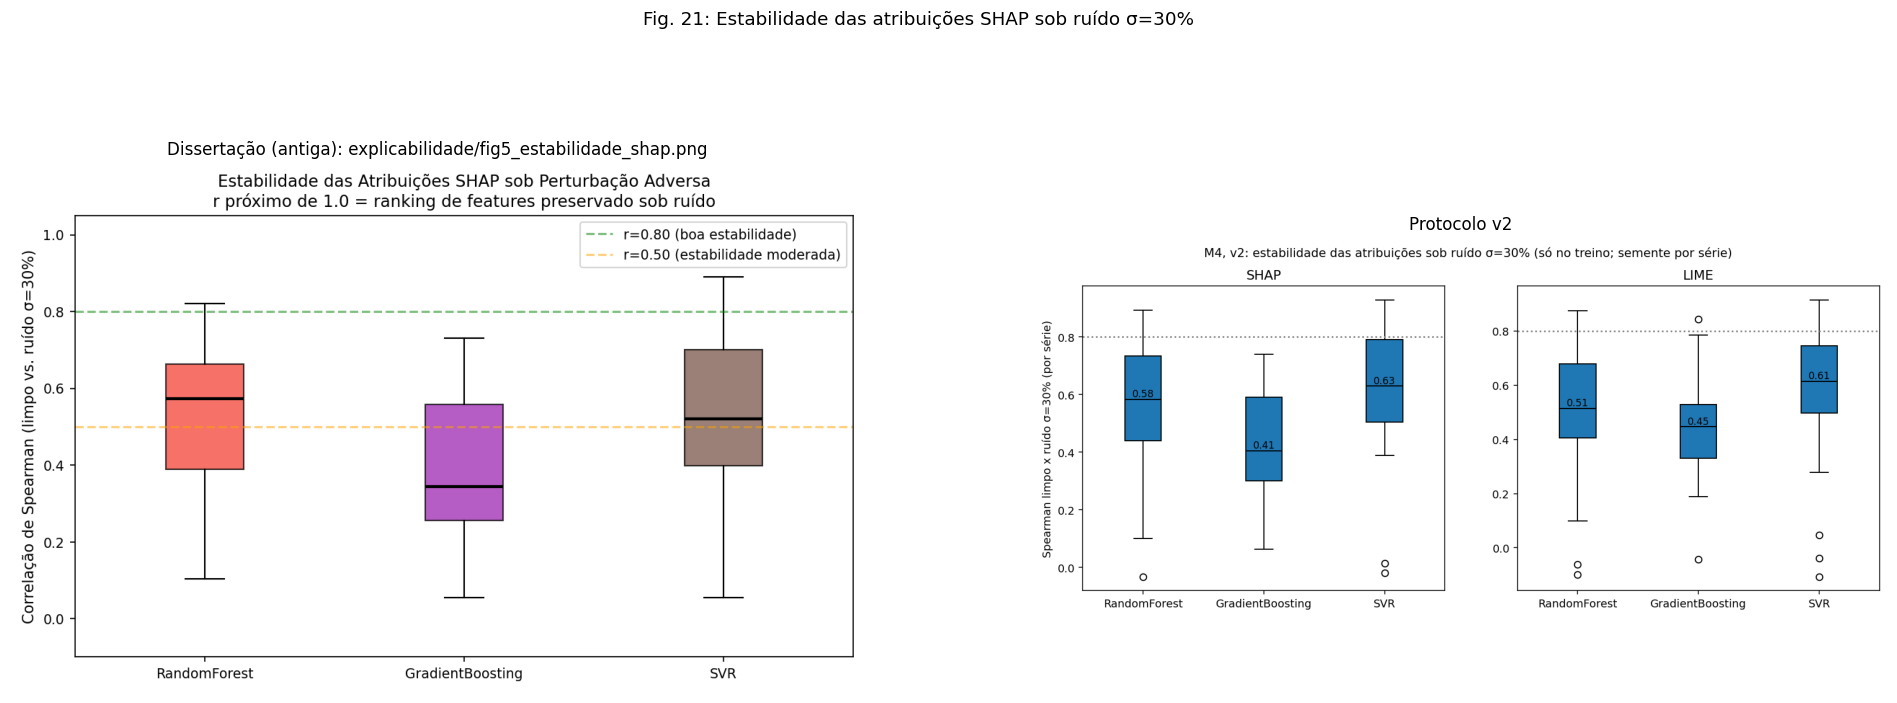 Fig. 21: Estabilidade das atribuições SHAP sob ruído σ=30%
Dissertação (antiga): explicabilidade/fig5_estabilidade_shap.png
Estabilidade das Atribuições SHAP sob Perturbação Adversa
r próximo de 1.0 = ranking de features preservado sob ruído
Correlação de Spearman (limpo vs. ruído σ=30%)
1.0
0.8
0.6
0.4
0.2
0.0
r=0.80 (boa estabilidade)
r=0.50 (estabilidade moderada)
RandomForest
GradientBoosting
SVR
Protocolo v2
M4, v2: estabilidade das atribuições sob ruído σ=30% (só no treino; semente por série)
SHAP
Spearman limpo x ruído σ=30% (por série)
0.8
0.6
0.4
0.2
0.0
0.58
0.41
0.63
RandomForest
GradientBoosting
SVR
LIME
0.8
0.6
0.4
0.2
0.0
0.51
0.45
0.61
RandomForest
GradientBoosting
SVR